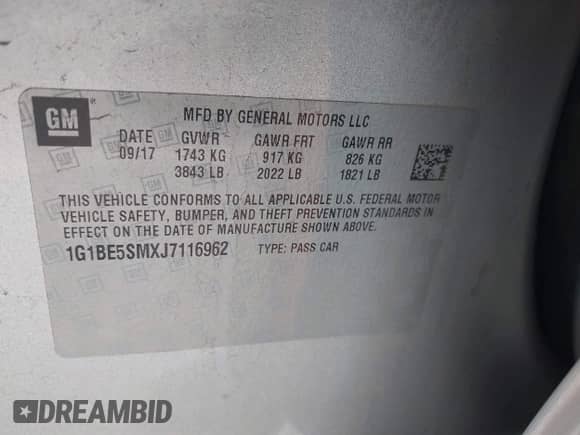 GM
MFD BY GENERAL MOTORS LLC
DATE GVWR GAWR FRT GAWR RR
09/17 1743 KG 917 KG 826 KG
3843 LB 2022 LB 1821 LB
THIS VEHICLE CONFORMS TO ALL APPLICABLE U.S. FEDERAL MOTOR
VEHICLE SAFETY, BUMPER, AND THEFT PREVENTION STANDARDS IN
EFFECT ON THE DATE OF MANUFACTURE SHOWN ABOVE.
1G1BE5SMXJ7116962 TYPE: PASS CAR
DREAMBID